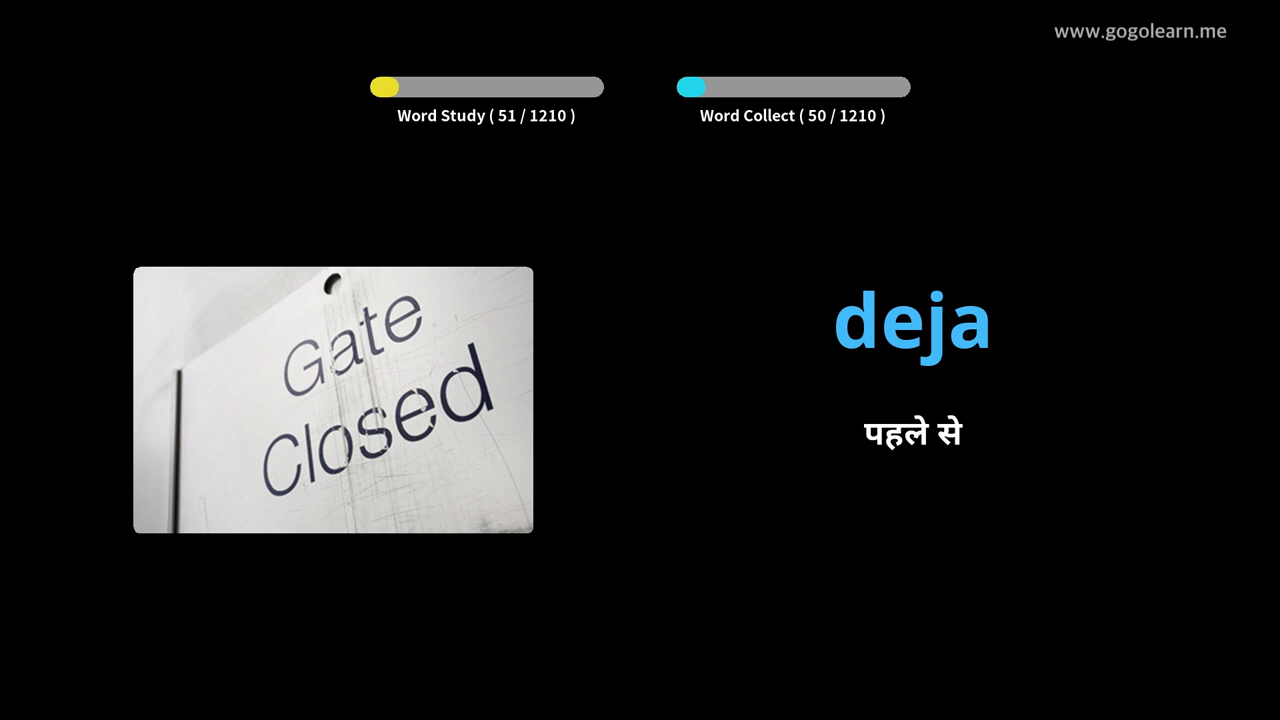 www.gogolearn.me
Word Study ( 51 / 1210 )
Word Collect ( 50 / 1210 )
Gate
Closed
deja
पहले से